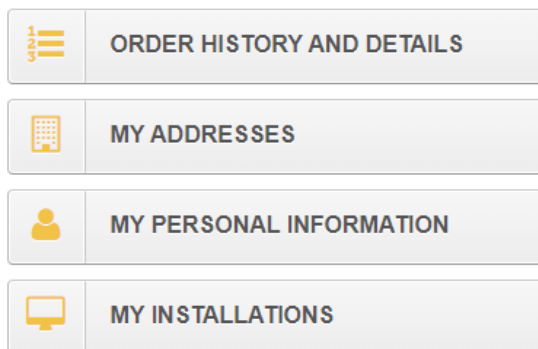 ORDER HISTORY AND DETAILS
MY ADDRESSES
MY PERSONAL INFORMATION
MY INSTALLATIONS